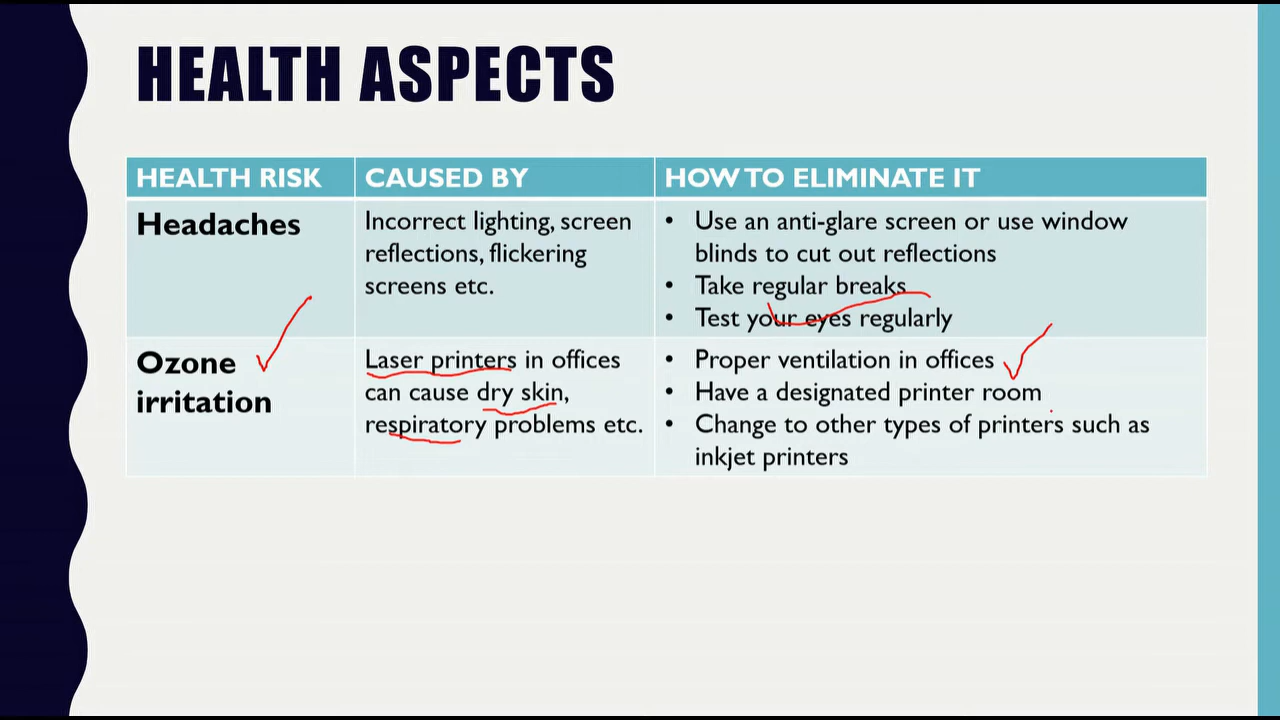 HEALTH ASPECTS
HEALTH RISK
CAUSED BY
HOW TO ELIMINATE IT
Headaches
Incorrect lighting, screen
reflections, flickering
screens etc.
• Use an anti-glare screen or use window
blinds to cut out reflections
• Take regular breaks
• Test your eyes regularly
Ozone
irritation
Laser printers in offices
can cause dry skin,
respiratory problems etc.
• Proper ventilation in offices
• Have a designated printer room
• Change to other types of printers such as
inkjet printers